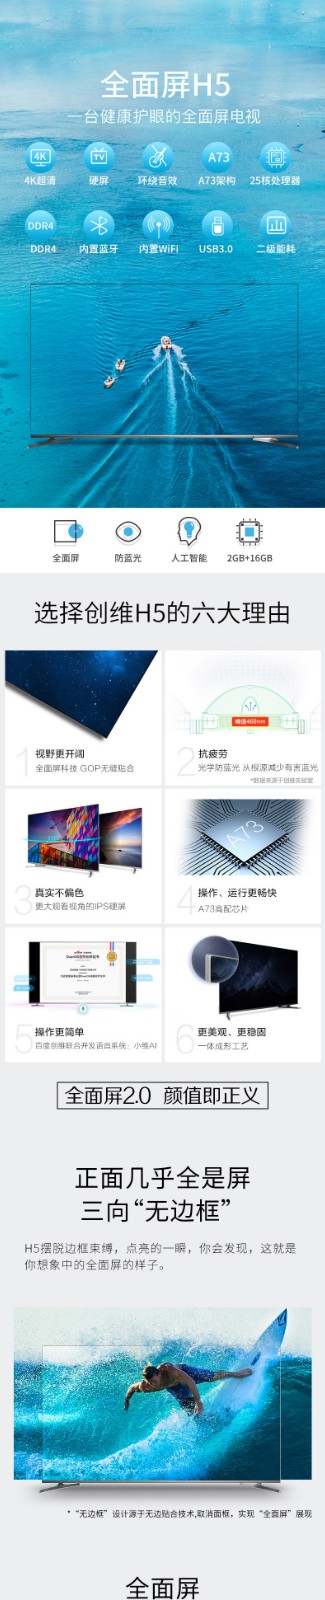 全面屏H5
一台健康护眼的全面屏电视
4K
TV
A73
4K超清
硬屏
环绕音效
A73架构
25核处理器
DDR4
DDR4
内置蓝牙
内置WiFi
USB3.0
二级能耗
全面屏
防蓝光
人工智能
2GB+16GB
选择创维H5的六大理由
1
视野更开阔
全面屏科技 GOP无缝贴合
峰值460nm
2
抗疲劳
光学防蓝光 从根源减少有害蓝光
*数据来源于创维实验室
3
真实不偏色
更大观看视角的IPS硬屏
A73
4
操作、运行更畅快
A73高配芯片
5
操作更简单
百度创维联合开发语音系统：小维AI
6
更美观、更稳固
一体成形工艺
全面屏2.0 颜值即正义
正面几乎全是屏
三向“无边框”
H5摆脱边框束缚，点亮的一瞬，你会发现，这就是
你想象中的全面屏的样子。
*“无边框”设计源于无边贴合技术,取消面框，实现“全面屏”展现
全面屏